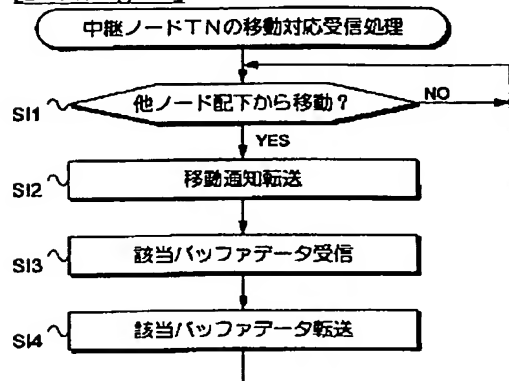 中継ノードTNの移動対応受信処理
SI1
他ノード配下から移動?
NO
YES
SI2
移動通知転送
SI3
該当バッファデータ受信
SI4
該当バッファデータ転送